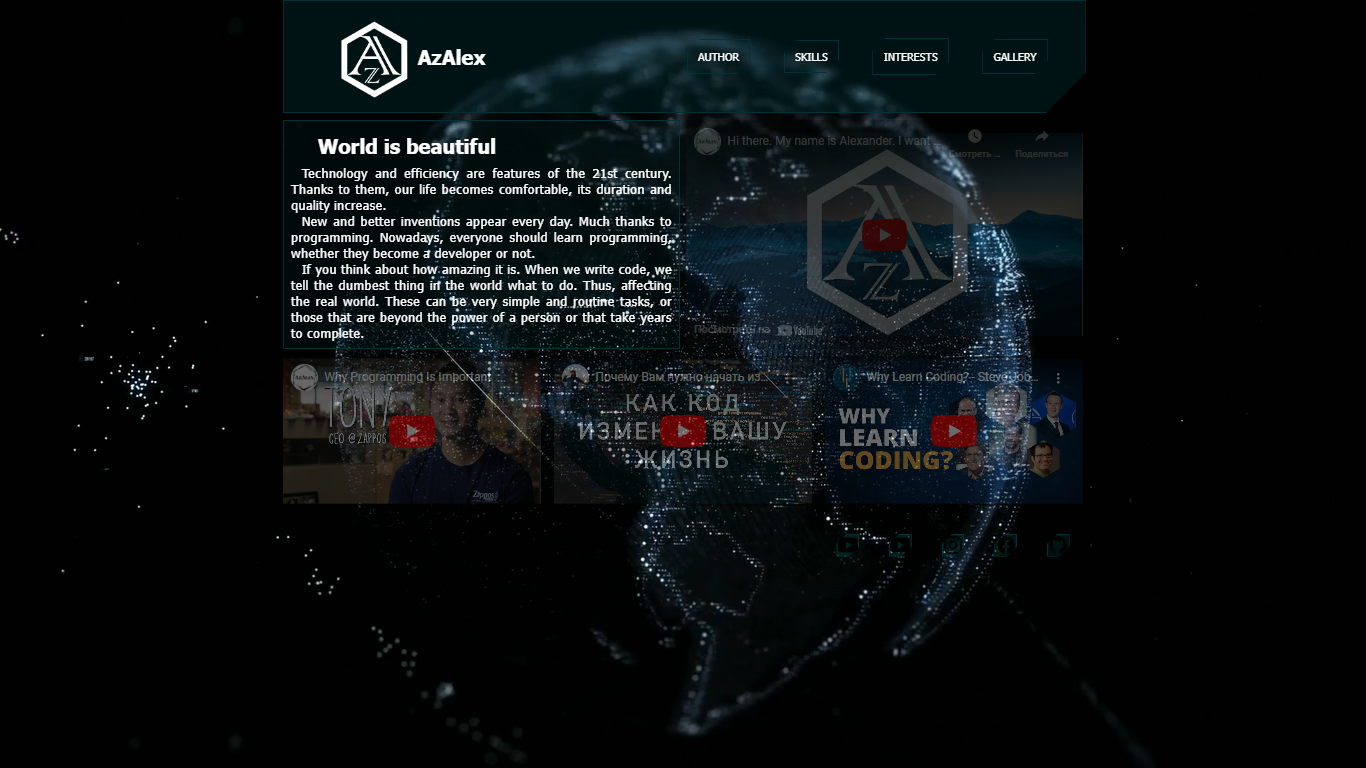 AzAlex
AUTHOR
SKILLS
INTERESTS
GALLERY
World is beautiful
Technology and efficiency are features of the 21st century.
Thanks to them, our life becomes comfortable, its duration and
quality increase.
New and better inventions appear every day. Much thanks to
programming. Nowadays, everyone should learn programming,
whether they become a developer or not.
If you think about how amazing it is. When we write code, we
tell the dumbest thing in the world what to do. Thus, affecting
the real world. These can be very simple and routine tasks, or
those that are beyond the power of a person or that take years
to complete.
Hi there. My name is Alexander. I want ...
Смотреть ...
Поделиться
AZ
Посмотреть на YouTube
Why Programming Is Important
TONY
CEO @ZAPPOS
Zappos
Почему Вам нужно начать из...
КАК КОД
ВАШУ
ЖИЗНЬ
Why Learn Coding? - Steve Job...
WHY
LEARN
CODING?